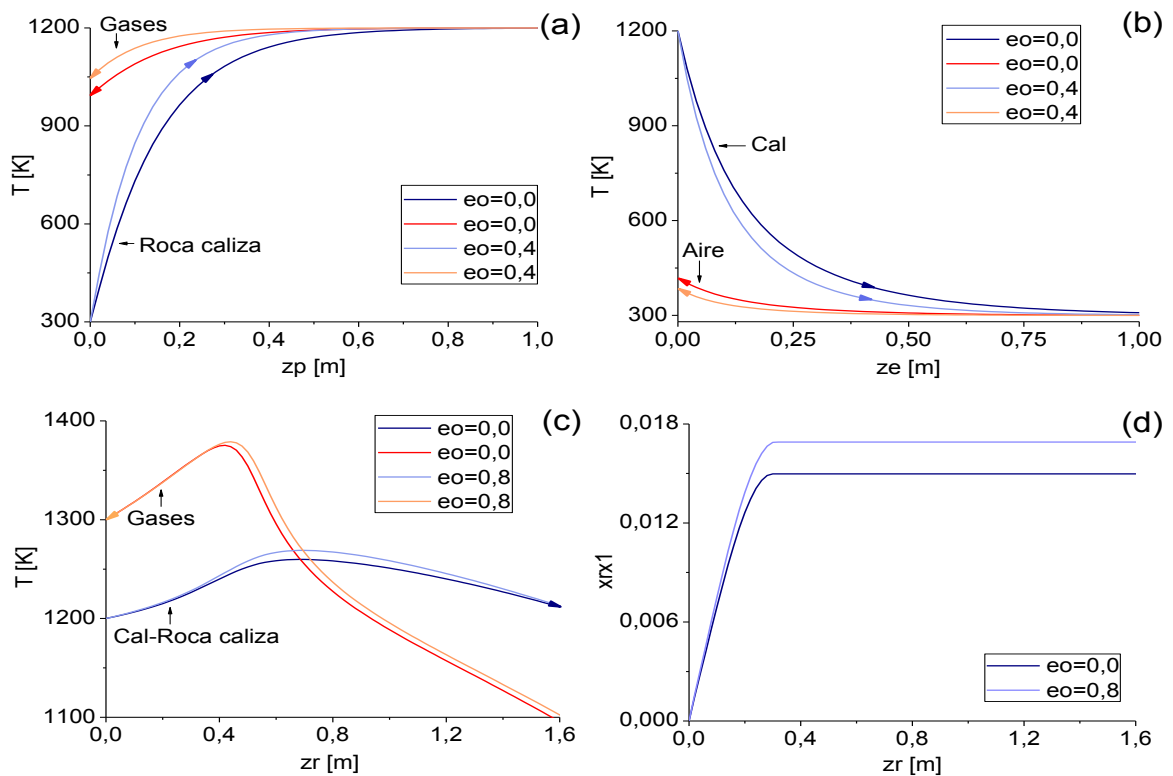 (a)
1200
900
600
300
T [K]
Gases
Roca caliza
eo=0,0
eo=0,0
eo=0,4
eo=0,4
0,0 0,2 0,4 0,6 0,8 1,0
zp [m]
(b)
1200
900
600
300
T [K]
eo=0,0
eo=0,0
eo=0,4
eo=0,4
Cal
Aire
0,00 0,25 0,50 0,75 1,00
ze [m]
(c)
1400
1300
1200
1100
T [K]
eo=0,0
eo=0,0
eo=0,8
eo=0,8
Gases
Cal-Roca caliza
0,0 0,4 0,8 1,2 1,6
zr [m]
(d)
0,018
0,012
0,006
0,000
xrx1
eo=0,0
eo=0,8
0,0 0,4 0,8 1,2 1,6
zr [m]